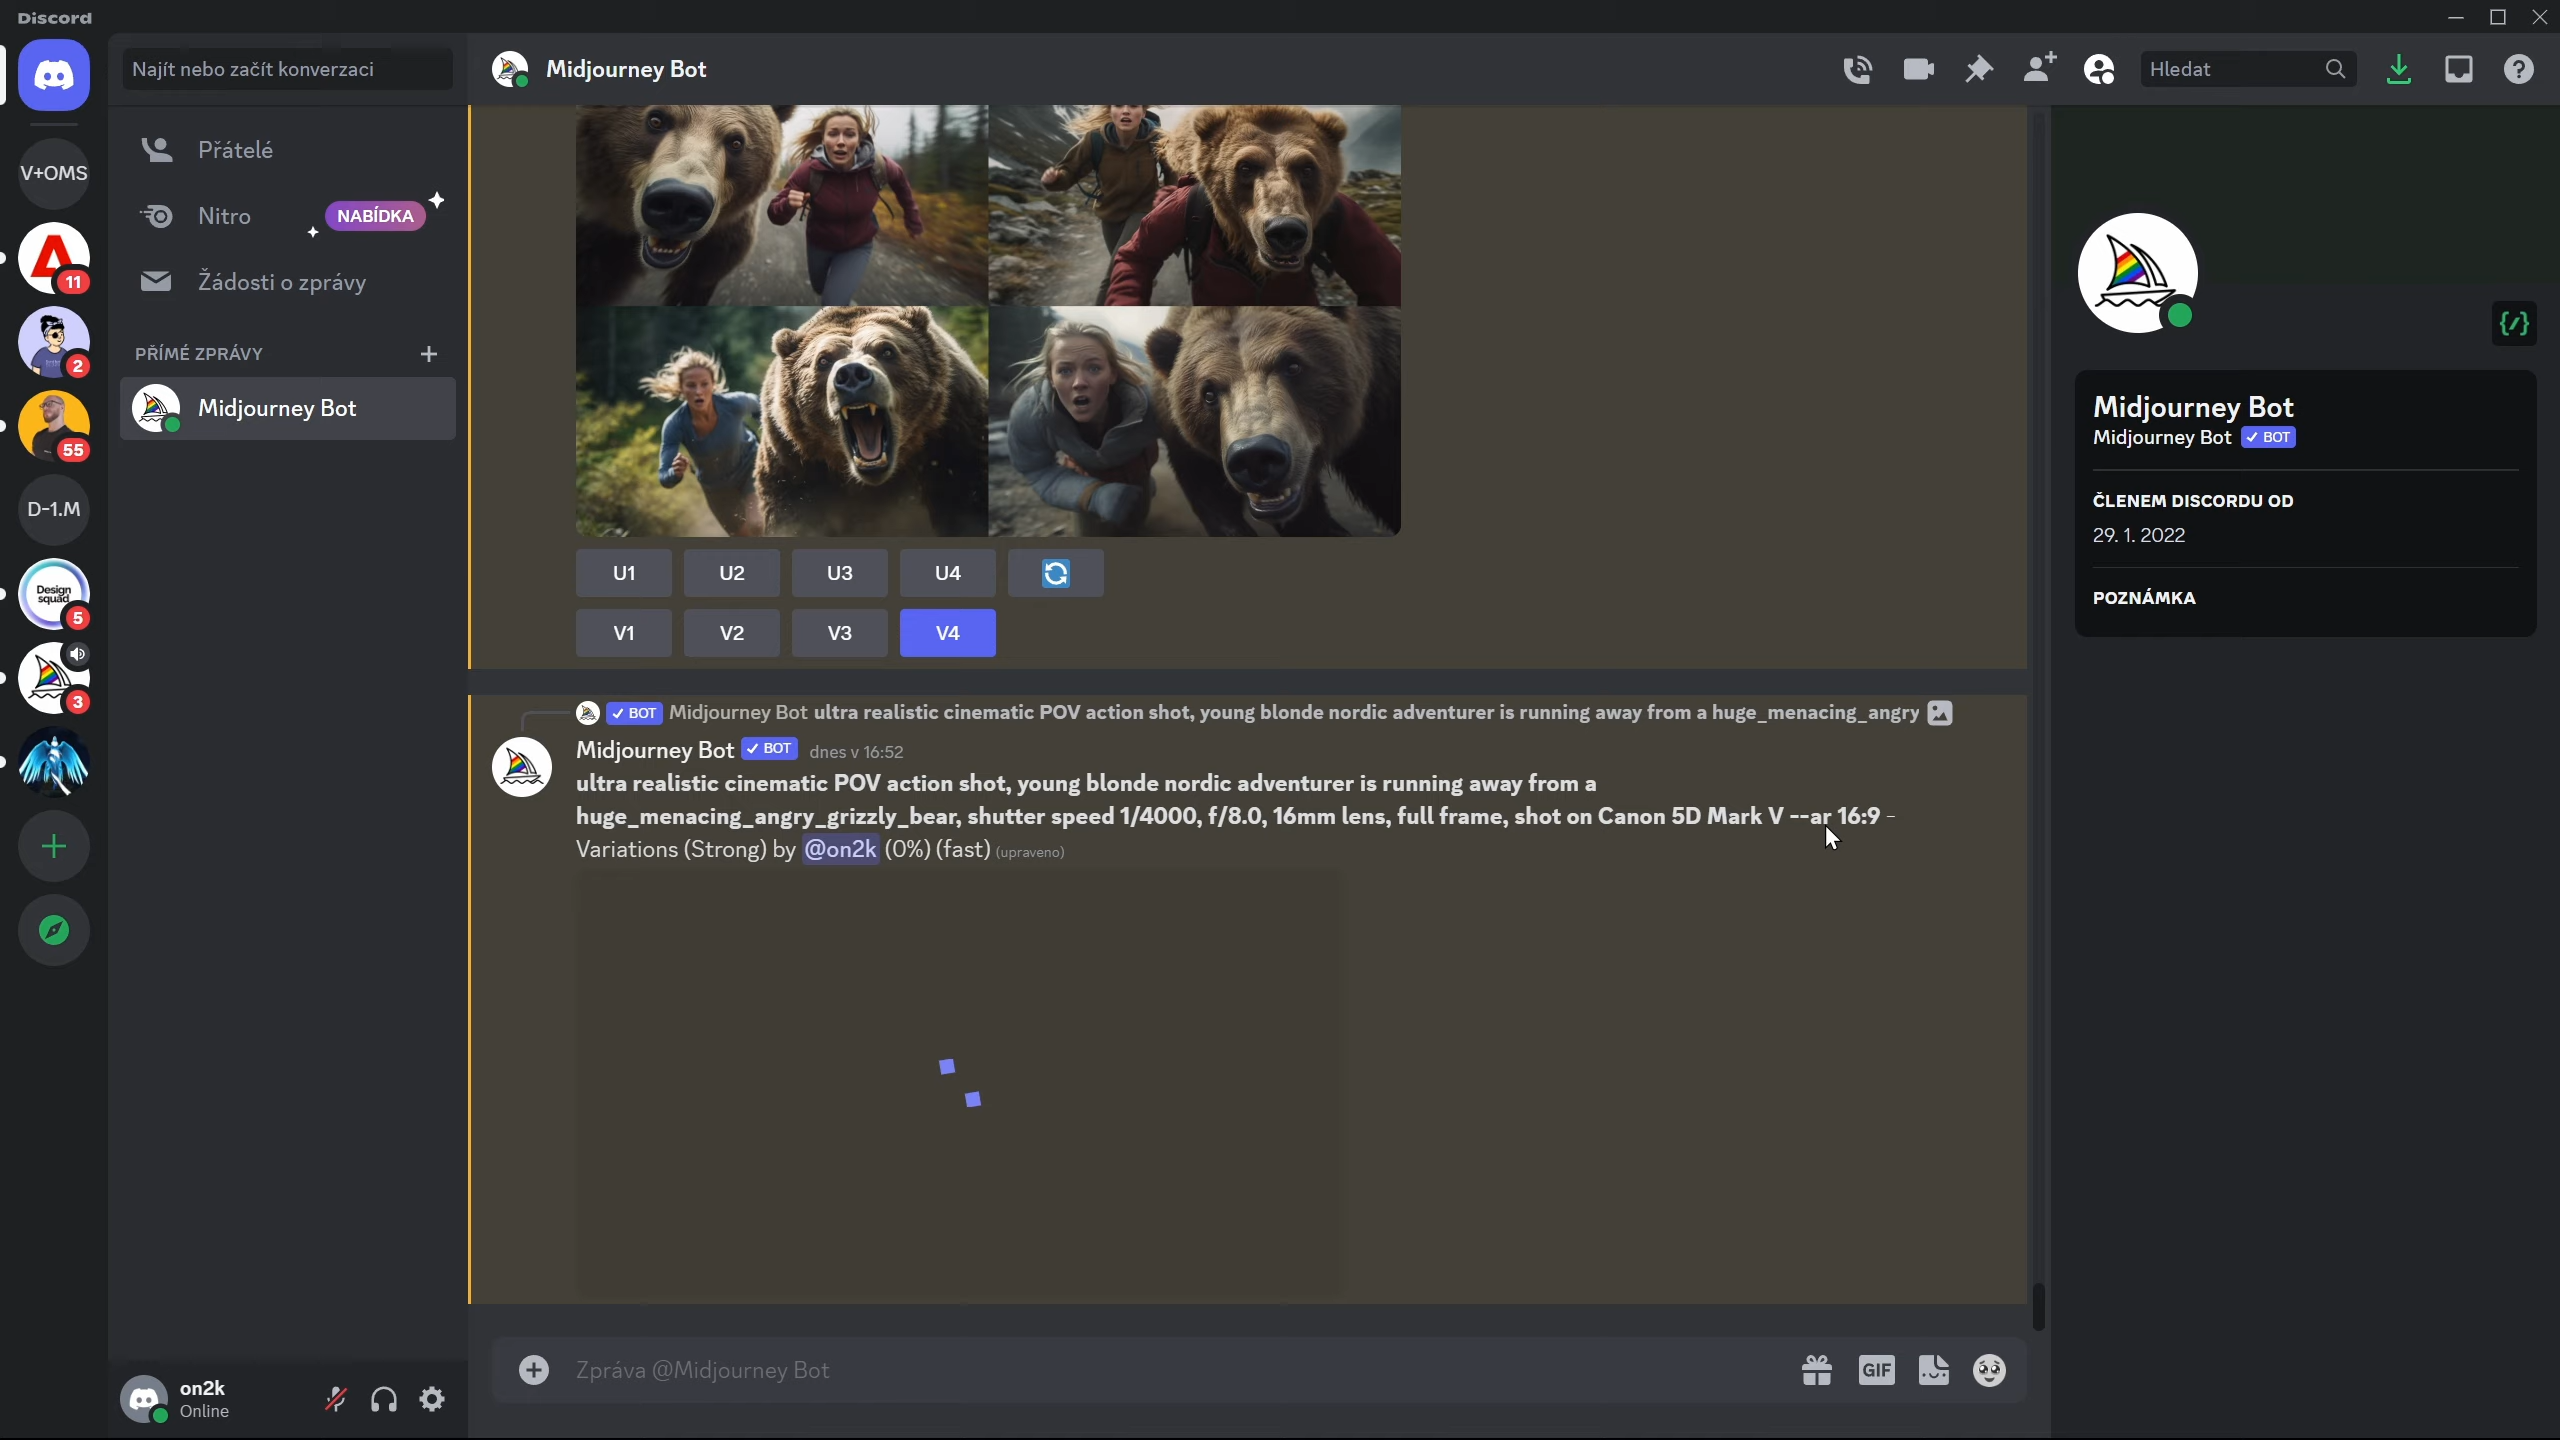 Discord
Najít nebo začít konverzaci
Midjourney Bot
Hledat
V+OMS
11
2
55
D-1.M
Design
squad
5
3
Přátelé
Nitro
NABÍDKA
Žádosti o zprávy
PŘÍMÉ ZPRÁVY
Midjourney Bot
U1 U2 U3 U4
V1 V2 V3 V4
BOT Midjourney Bot ultra realistic cinematic POV action shot, young blonde nordic adventurer is running away from a huge_menacing_angry
Midjourney Bot BOT dnes v 16:52
ultra realistic cinematic POV action shot, young blonde nordic adventurer is running away from a
huge_menacing_angry_grizzly_bear, shutter speed 1/4000, f/8.0, 16mm lens, full frame, shot on Canon 5D Mark V --ar 16:9 -
Variations (Strong) by @on2k (0%) (fast) (upraveno)
Zpráva @Midjourney Bot
GIF
on2k
Online
Midjourney Bot
Midjourney Bot BOT
ČLENEM DISCORDU OD
29. 1. 2022
POZNÁMKA